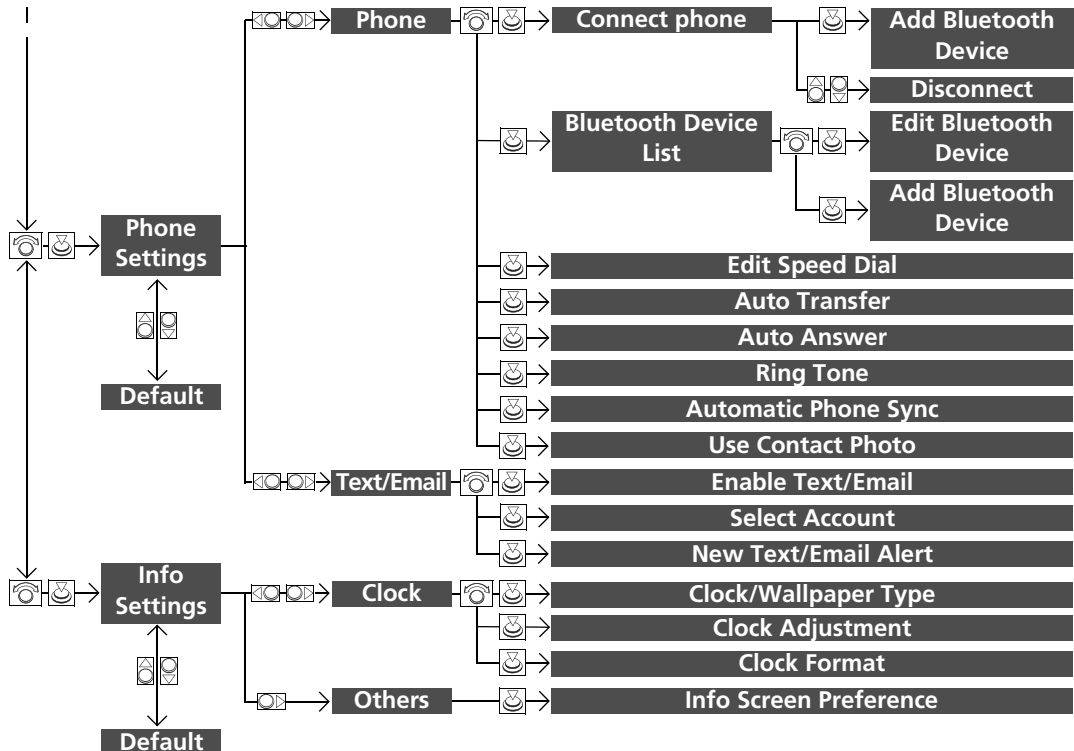 Phone
Connect phone
Add Bluetooth
Device
Disconnect
Bluetooth Device
List
Edit Bluetooth
Device
Add Bluetooth
Device
Phone
Settings
Edit Speed Dial
Auto Transfer
Auto Answer
Ring Tone
Default
Automatic Phone Sync
Use Contact Photo
Text/Email
Enable Text/Email
Select Account
New Text/Email Alert
Info
Settings
Clock
Clock/Wallpaper Type
Clock Adjustment
Clock Format
Others
Info Screen Preference
Default